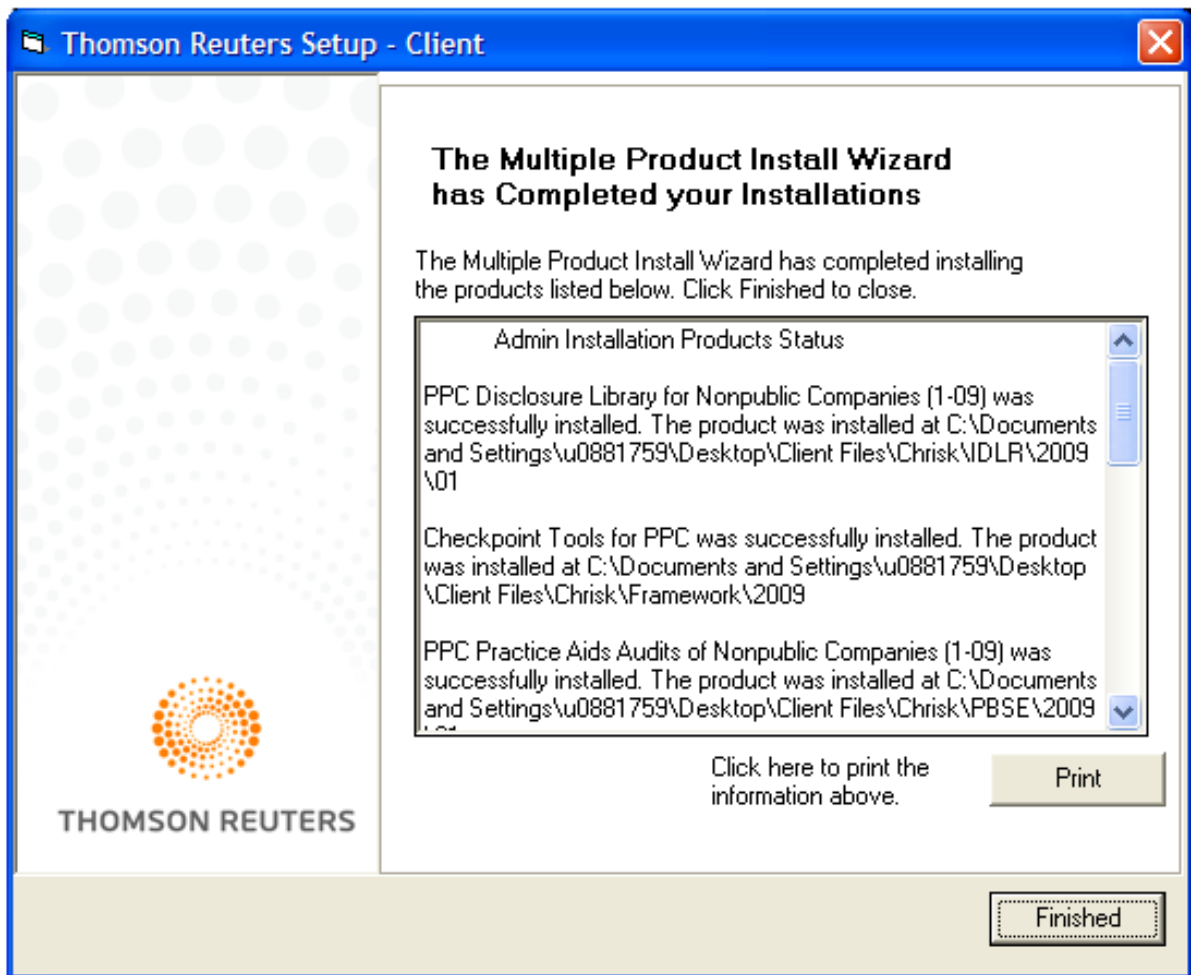 Thomson Reuters Setup - Client
The Multiple Product Install Wizard
has Completed your Installations
The Multiple Product Install Wizard has completed installing
the products listed below. Click Finished to close.
Admin Installation Products Status
PPC Disclosure Library for Nonpublic Companies (1-09) was
successfully installed. The product was installed at C:\Documents
and Settings\u0881759\Desktop\Client Files\Chrisk\IDLR\2009
\01
Checkpoint Tools for PPC was successfully installed. The product
was installed at C:\Documents and Settings\u0881759\Desktop
\Client Files\Chrisk\Framework\2009
PPC Practice Aids Audits of Nonpublic Companies (1-09) was
successfully installed. The product was installed at C:\Documents
and Settings\u0881759\Desktop\Client Files\Chrisk\PBSE\2009
Click here to print the
information above.
Print
THOMSON REUTERS
Finished